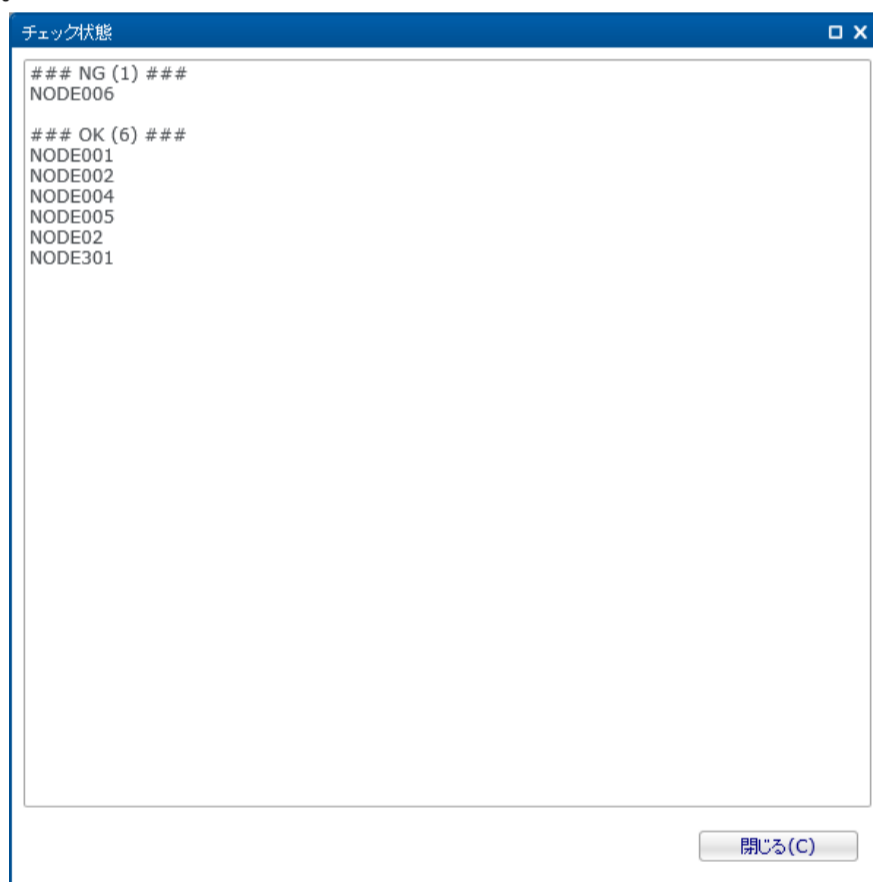 チェック状態
### NG (1) ###
NODE006
### OK (6) ###
NODE001
NODE002
NODE004
NODE005
NODE02
NODE301
閉じる(C)